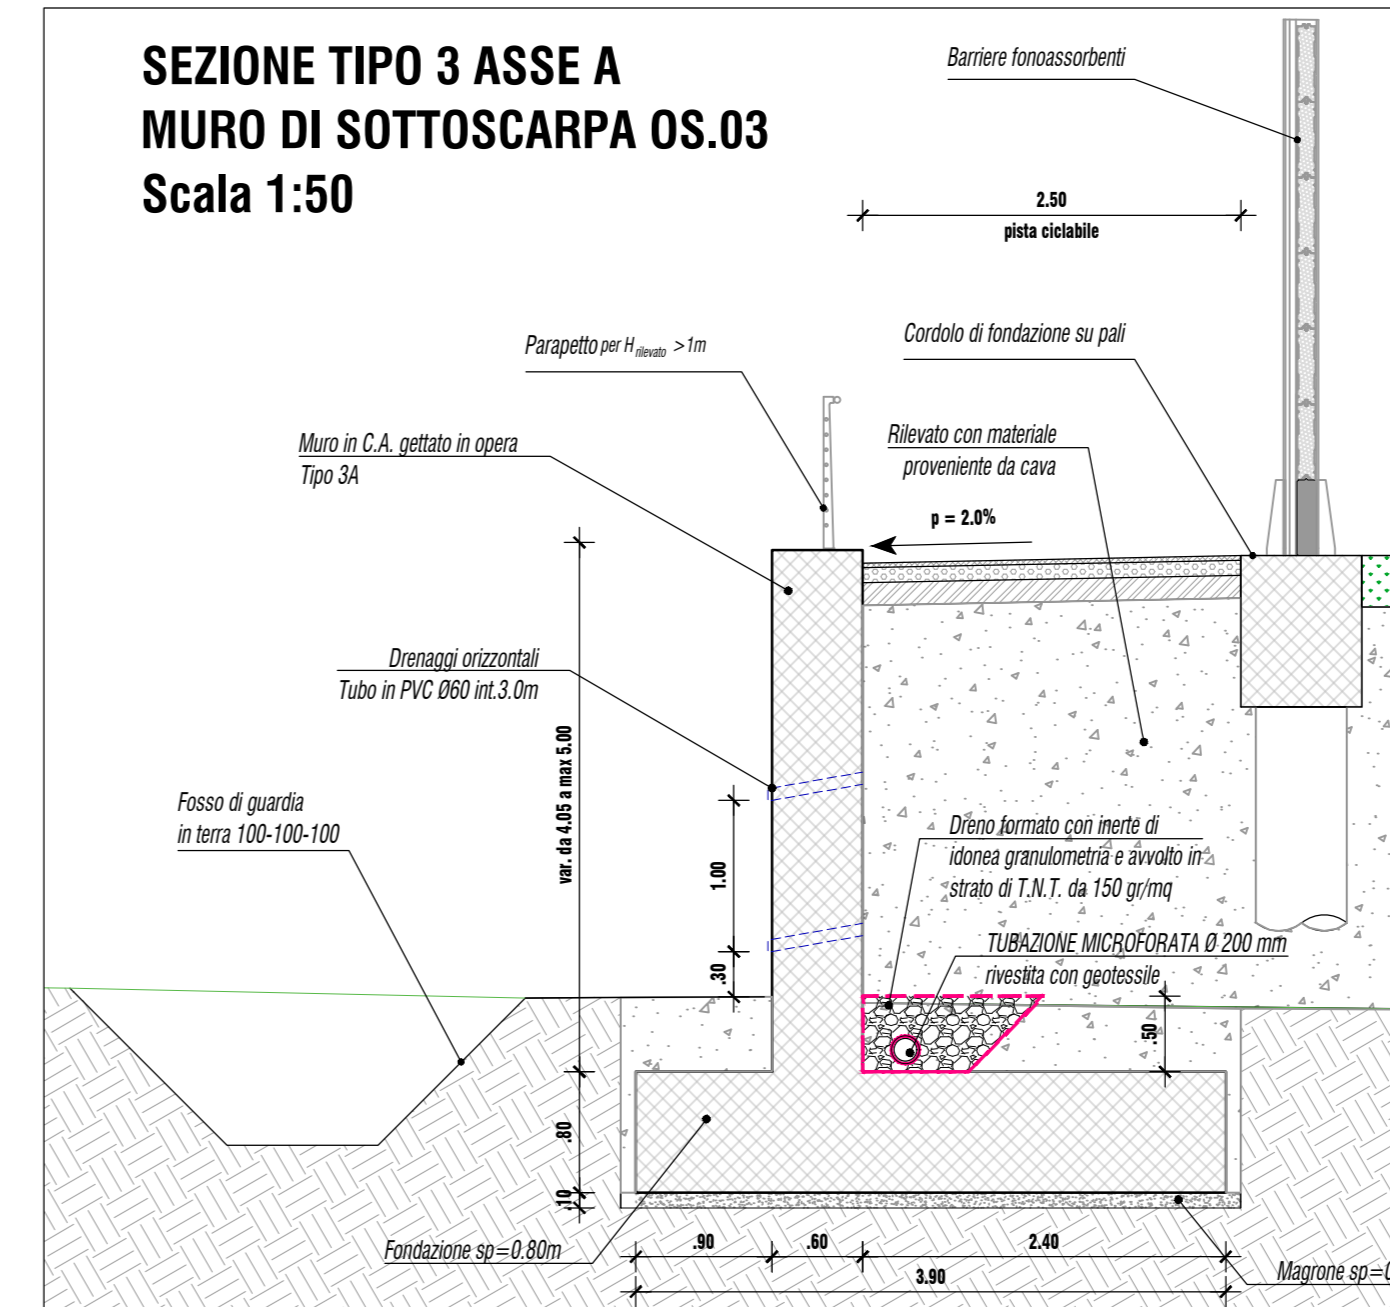 SEZIONE TIPO 3 ASSE A
MURO DI SOTTOSCARPA OS.03
Scala 1:50
Barriere fonoassorbenti
2.50
pista ciclabile
Parapetto per H rilevato >1m
Cordolo di fondazione su pali
Muro in C.A. gettato in opera
Tipo 3A
Rilevato con materiale
proveniente da cava
p = 2.0%
Drenaggi orizzontali
Tubo in PVC Ø60 int.3.0m
var. da 4.05 a max 5.00
Fosso di guardia
in terra 100-100-100
1.00
Dreno formato con inerte di
idonea granulometria e avvolto in
strato di T.N.T. da 150 gr/mq
TUBAZIONE MICROFORATA Ø 200 mm
rivestita con geotessile
.30
.50
.80
.10
Fondazione sp=0.80m
.90
.60
2.40
3.90
Magrone sp=0